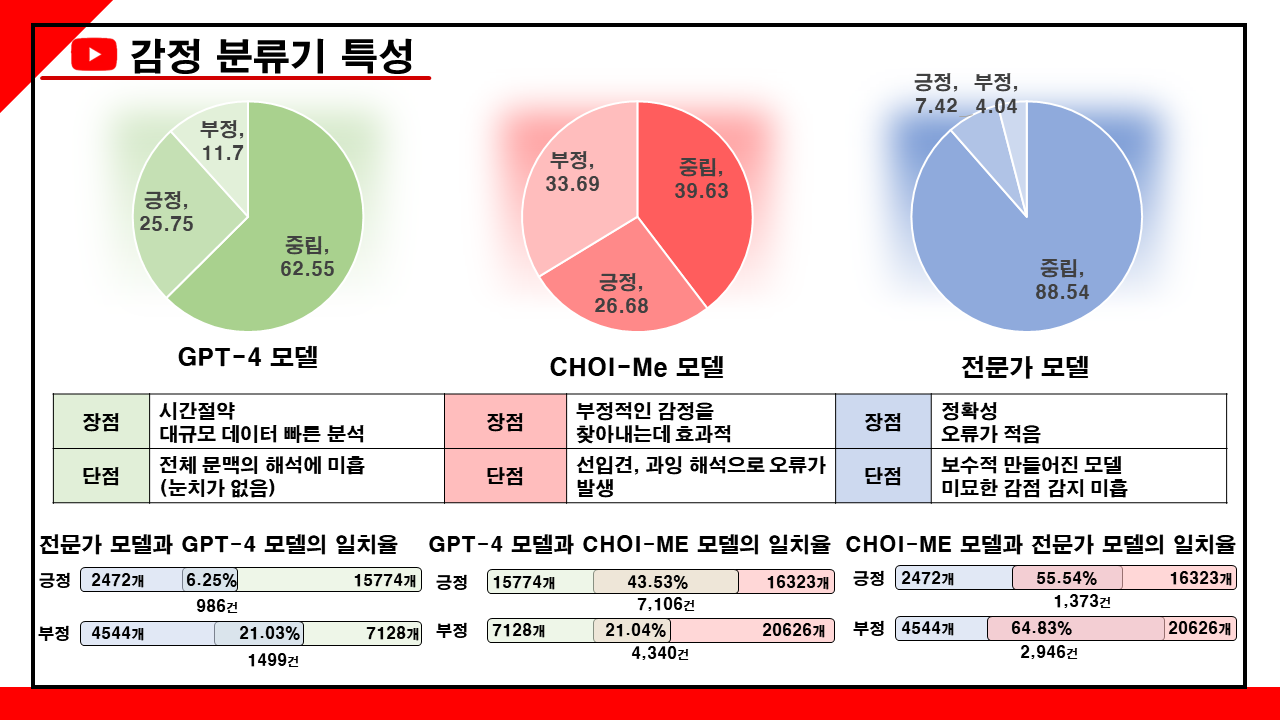 감정 분류기 특성
부정,
11.7
긍정,
25.75
중립,
62.55
GPT-4 모델
부정,
33.69
중립,
39.63
긍정,
26.68
CHOI-Me 모델
긍정,
7.42
부정,
4.04
중립,
88.54
전문가 모델
장점
시간절약
대규모 데이터 빠른 분석
단점
전체 문맥의 해석에 미흡
(눈치가 없음)
장점
부정적인 감정을
찾아내는데 효과적
단점
선입견, 과잉 해석으로 오류가
발생
장점
정확성
오류가 적음
단점
보수적 만들어진 모델
미묘한 감점 감지 미흡
전문가 모델과 GPT-4 모델의 일치율
긍정 2472개 6.25% 15774개
986건
부정 4544개 21.03% 7128개
1499건
GPT-4 모델과 CHOI-ME 모델의 일치율
긍정 15774개 43.53% 16323개
7,106건
부정 7128개 21.04% 20626개
4,340건
CHOI-ME 모델과 전문가 모델의 일치율
긍정 2472개 55.54% 16323개
1,373건
부정 4544개 64.83% 20626개
2,946건